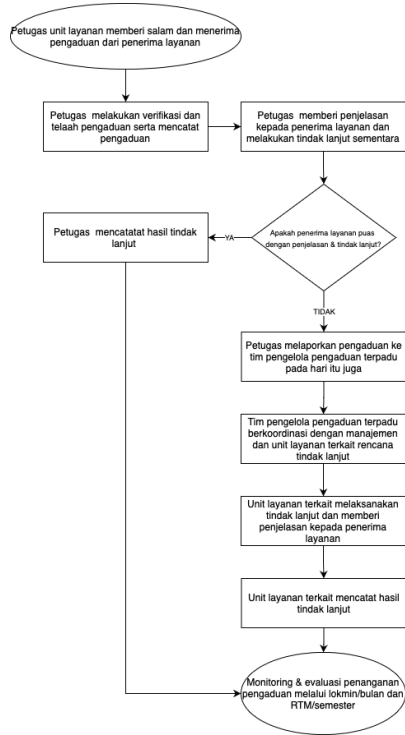 Petugas unit layanan memberi salam dan menerima
pengaduan dari penerima layanan
Petugas  melakukan verifikasi dan
telaah pengaduan serta mencatat
pengaduan
Petugas  memberi penjelasan
kepada penerima layanan dan
melakukan tindak lanjut sementara
Apakah penerima layanan puas
dengan penjelasan & tindak lanjut?
YA
Petugas  mencatatat hasil tindak
lanjut
TIDAK
Petugas melaporkan pengaduan ke
tim pengelola pengaduan terpadu
pada hari itu juga
Tim pengelola pengaduan terpadu
berkoordinasi dengan manajemen
dan unit layanan terkait rencana
tindak lanjut
Unit layanan terkait melaksanakan
tindak lanjut dan memberi
penjelasan kepada penerima
layanan
Unit layanan terkait mencatat hasil
tindak lanjut
Monitoring & evaluasi penanganan
pengaduan melalui lokmin/bulan dan
RTM/semester